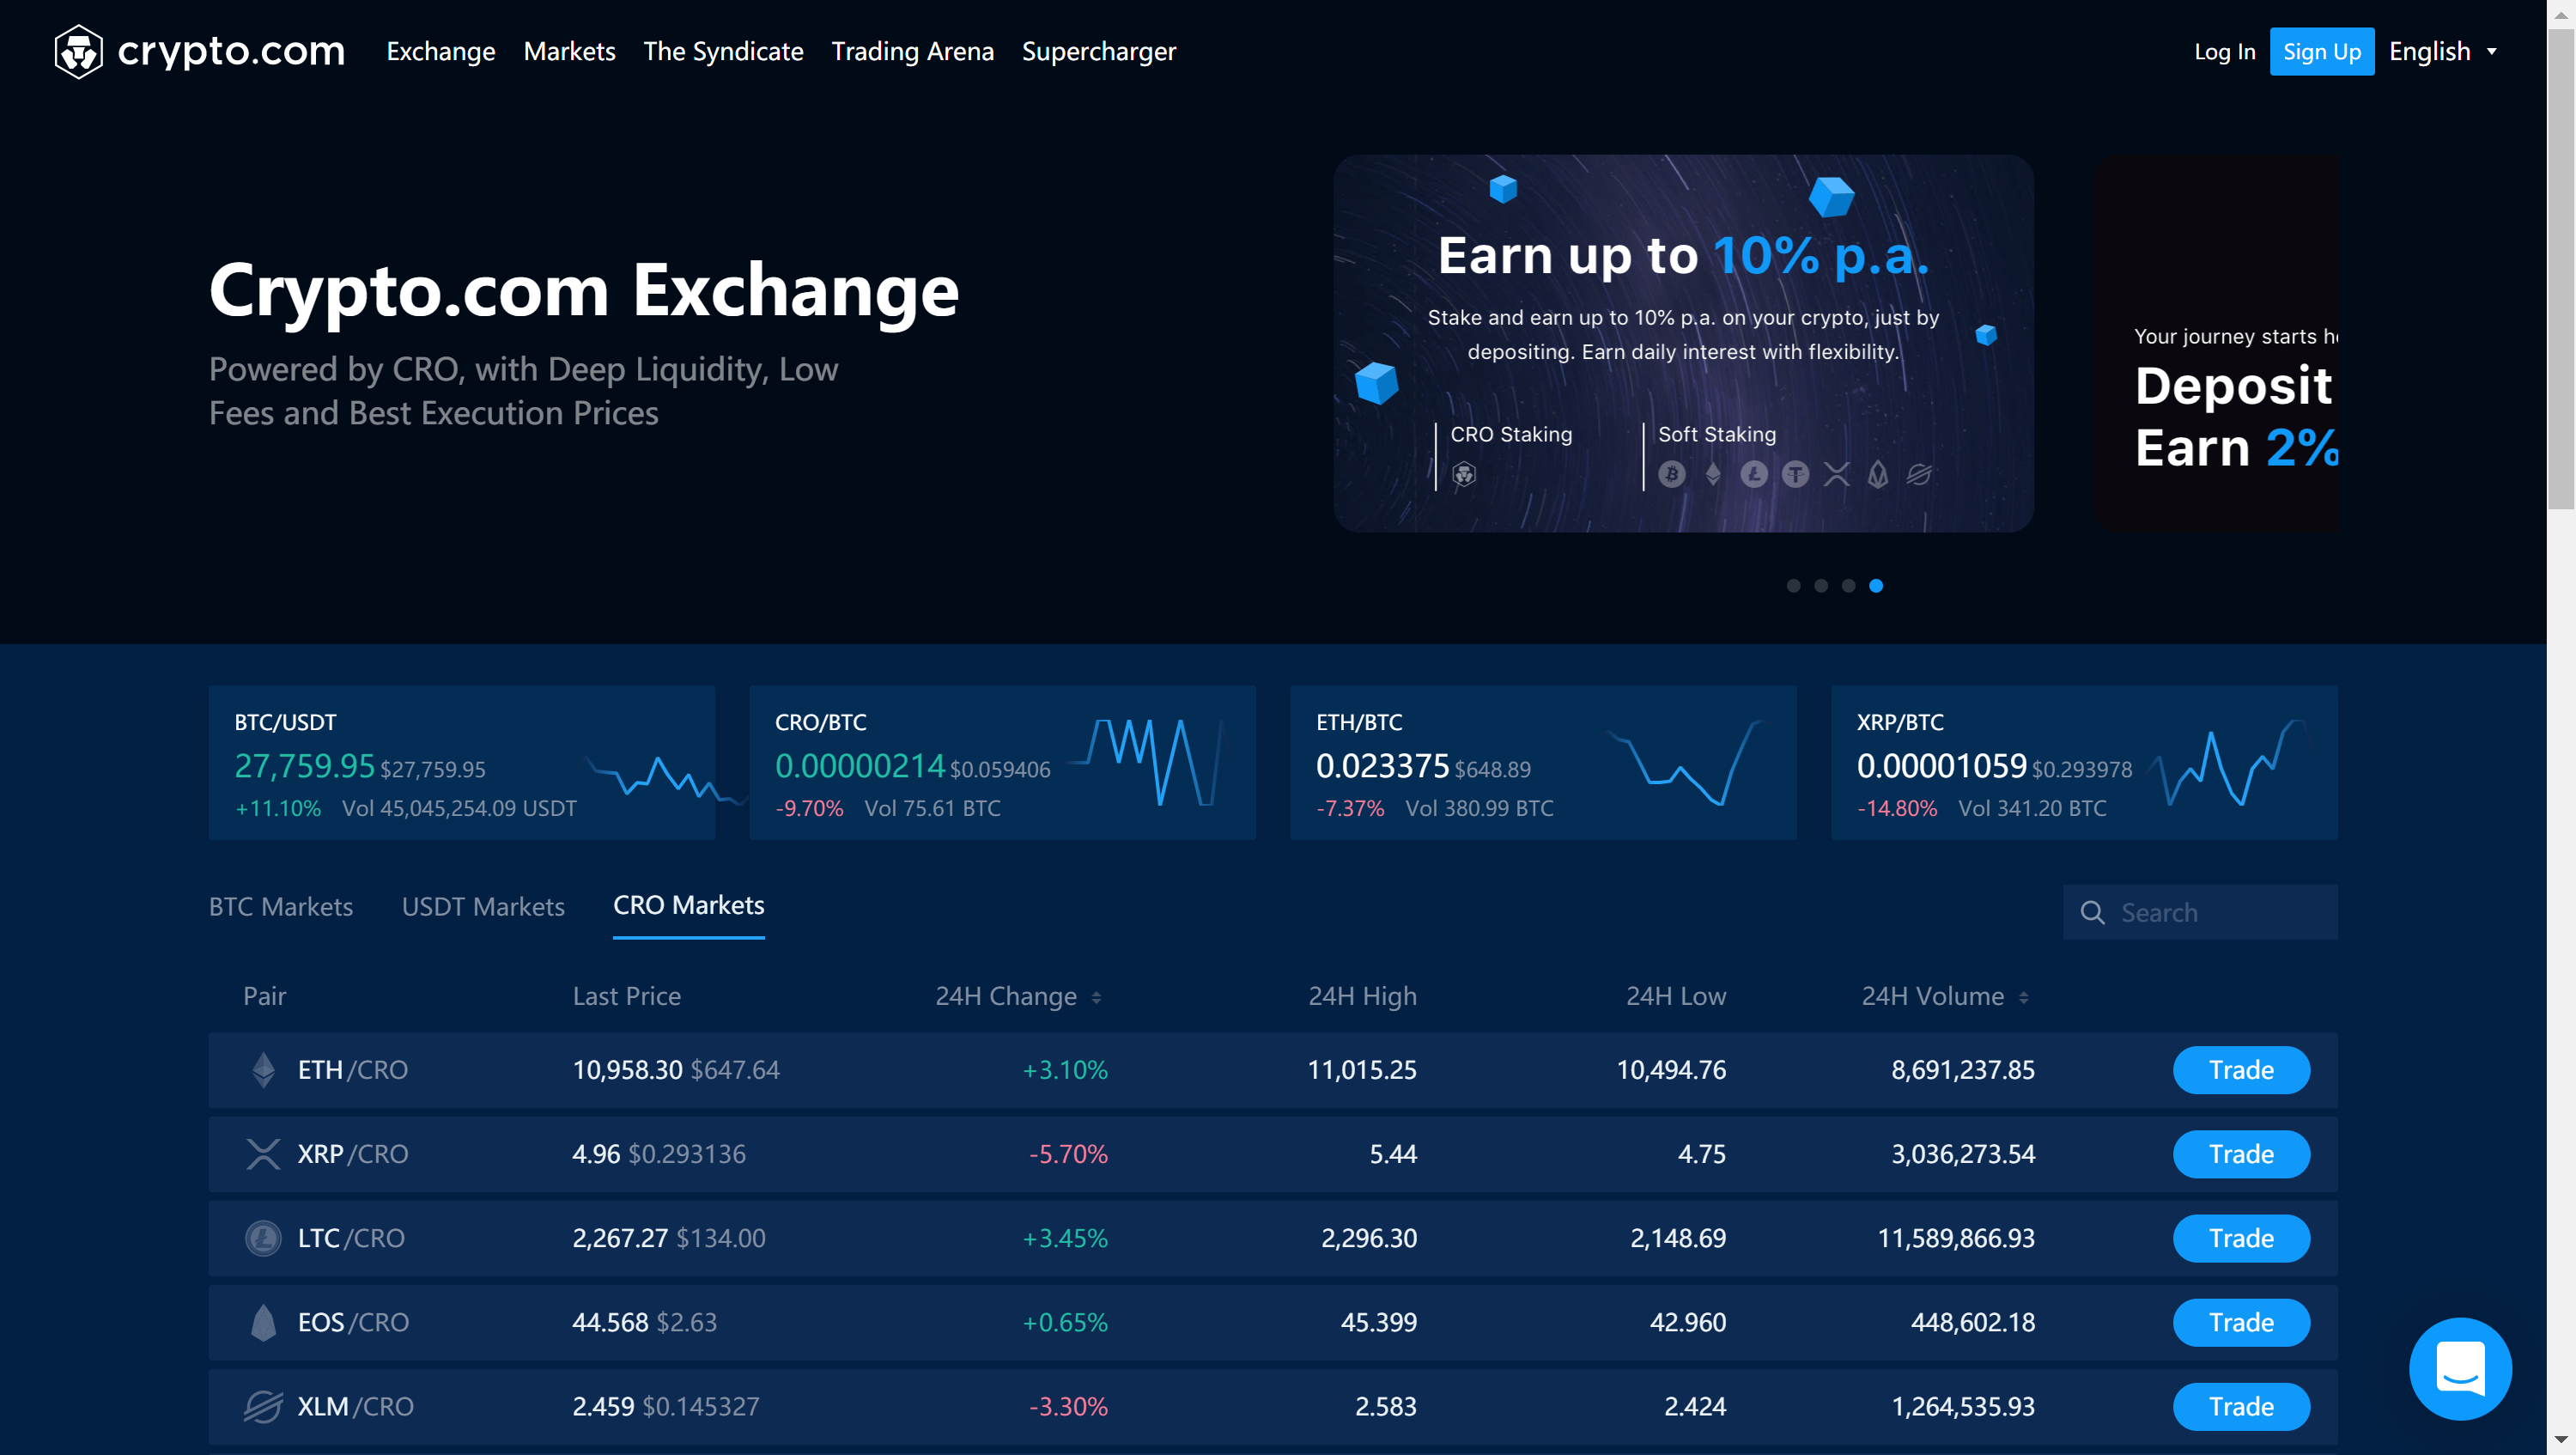 crypto.com Exchange Markets The Syndicate Trading Arena Supercharger Log In Sign Up English
Crypto.com Exchange
Powered by CRO, with Deep Liquidity, Low
Fees and Best Execution Prices
Earn up to 10% p.a.
Stake and earn up to 10% p.a. on your crypto, just by
depositing. Earn daily interest with flexibility.
CRO Staking Soft Staking
Your journey starts
Deposit
Earn 2%
BTC/USDT
27,759.95 $27,759.95
+11.10% Vol 45,045,254.09 USDT
CRO/BTC
0.00000214 $0.059406
-9.70% Vol 75.61 BTC
ETH/BTC
0.023375 $648.89
-7.37% Vol 380.99 BTC
XRP/BTC
0.00001059 $0.293978
-14.80% Vol 341.20 BTC
BTC Markets USDT Markets CRO Markets Search
Pair Last Price 24H Change 24H High 24H Low 24H Volume
ETH/CRO 10,958.30 $647.64 +3.10% 11,015.25 10,494.76 8,691,237.85 Trade
XRP/CRO 4.96 $0.293136 -5.70% 5.44 4.75 3,036,273.54 Trade
LTC/CRO 2,267.27 $134.00 +3.45% 2,296.30 2,148.69 11,589,866.93 Trade
EOS/CRO 44.568 $2.63 +0.65% 45.399 42.960 448,602.18 Trade
XLM/CRO 2.459 $0.145327 -3.30% 2.583 2.424 1,264,535.93 Trade